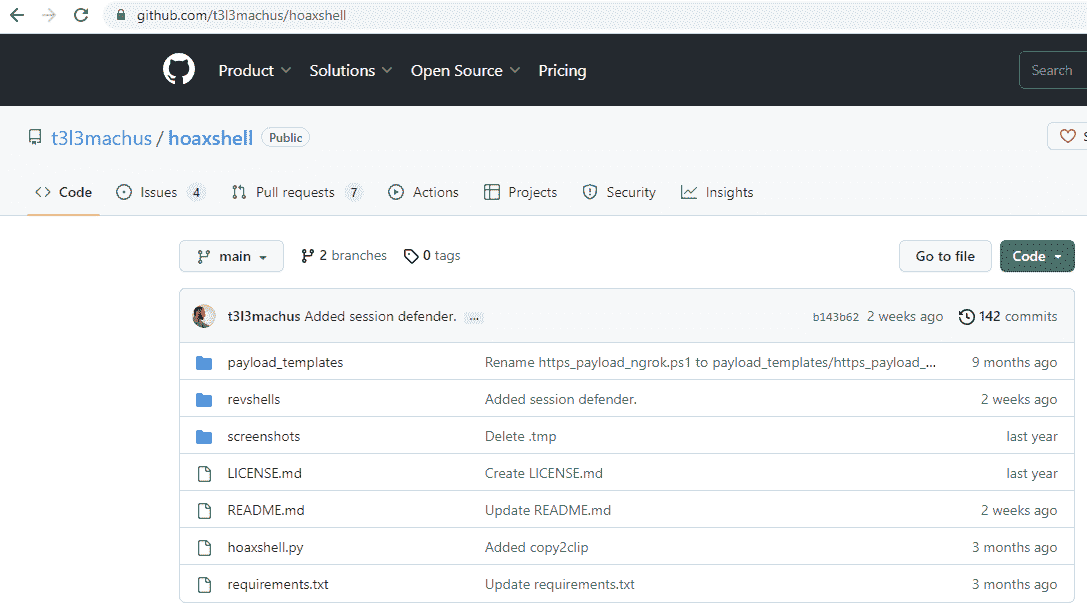 github.com/t3l3machus/hoaxshell
Product Solutions Open Source Pricing Search
t3l3machus / hoaxshell Public
Code Issues 4 Pull requests 7 Actions Projects Security Insights
main 2 branches 0 tags Go to file Code
t3l3machus Added session defender. ... b143b62 2 weeks ago 142 commits
payload_templates Rename https_payload_ngrok.ps1 to payload_templates/https_payload_... 9 months ago
revshells Added session defender. 2 weeks ago
screenshots Delete .tmp last year
LICENSE.md Create LICENSE.md last year
README.md Update README.md 2 weeks ago
hoaxshell.py Added copy2clip 3 months ago
requirements.txt Update requirements.txt 3 months ago